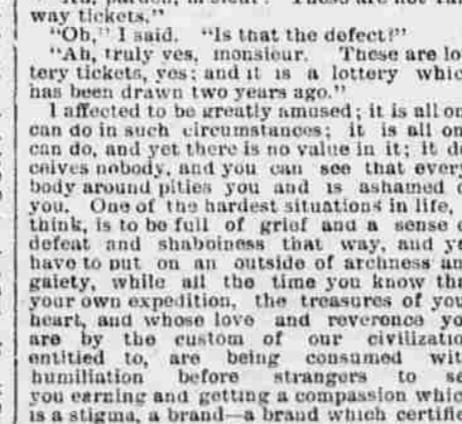 way tickets."
"Oh," I said. "Is that the defect?"
"Ah, truly yes, monsieur. These are lo
tery tickets, yes; and it is a lottery whic
has been drawn two years ago."
I affected to be greatly amused; it is all on
can do in such circumstances; it is all on
can do, and yet there is no value in it; it de
ceives nobody, and you can see that every
body around pities you and is ashamed o
you. One of the hardest situations in life,
think, is to be full of grief and a sense o
defeat and shabbiness that way, and ye
have to put on an outside of archness an
gaiety, while all the time you know tha
your own expedition, the treasures of you
heart, and whose love and reverence yo
are by the custom of our civilizatio
entitled to, are being consumed wit
humiliation before strangers to se
you earning and getting a compassion whic
is a stigma, a brand—a brand which certifie